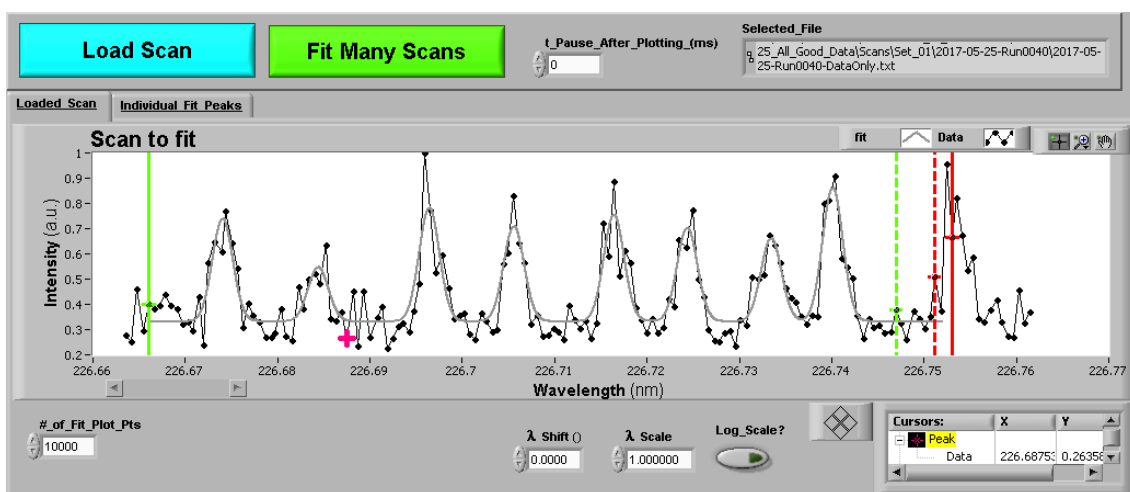 Load Scan
Fit Many Scans
t_Pause_After_Plotting_(ms)
0
Selected_File
25_All_Good_Data\Scans\Set_01\2017-05-25-Run0040\2017-05-
25-Run0040-DataOnly.txt
Loaded Scan
Individual Fit Peaks
Scan to fit
fit
Data
Intensity (a.u.)
1
0.9
0.8
0.7
0.6
0.5
0.4
0.3
0.2
226.66 226.67 226.68 226.69 226.7 226.71 226.72 226.73 226.74 226.75 226.76 226.77
Wavelength (nm)
#_of_Fit_Plot_Pts
10000
λ Shift ()
0.0000
λ Scale
1.000000
Log_Scale?
Cursors: X Y
Peak
Data 226.6875 0.26358